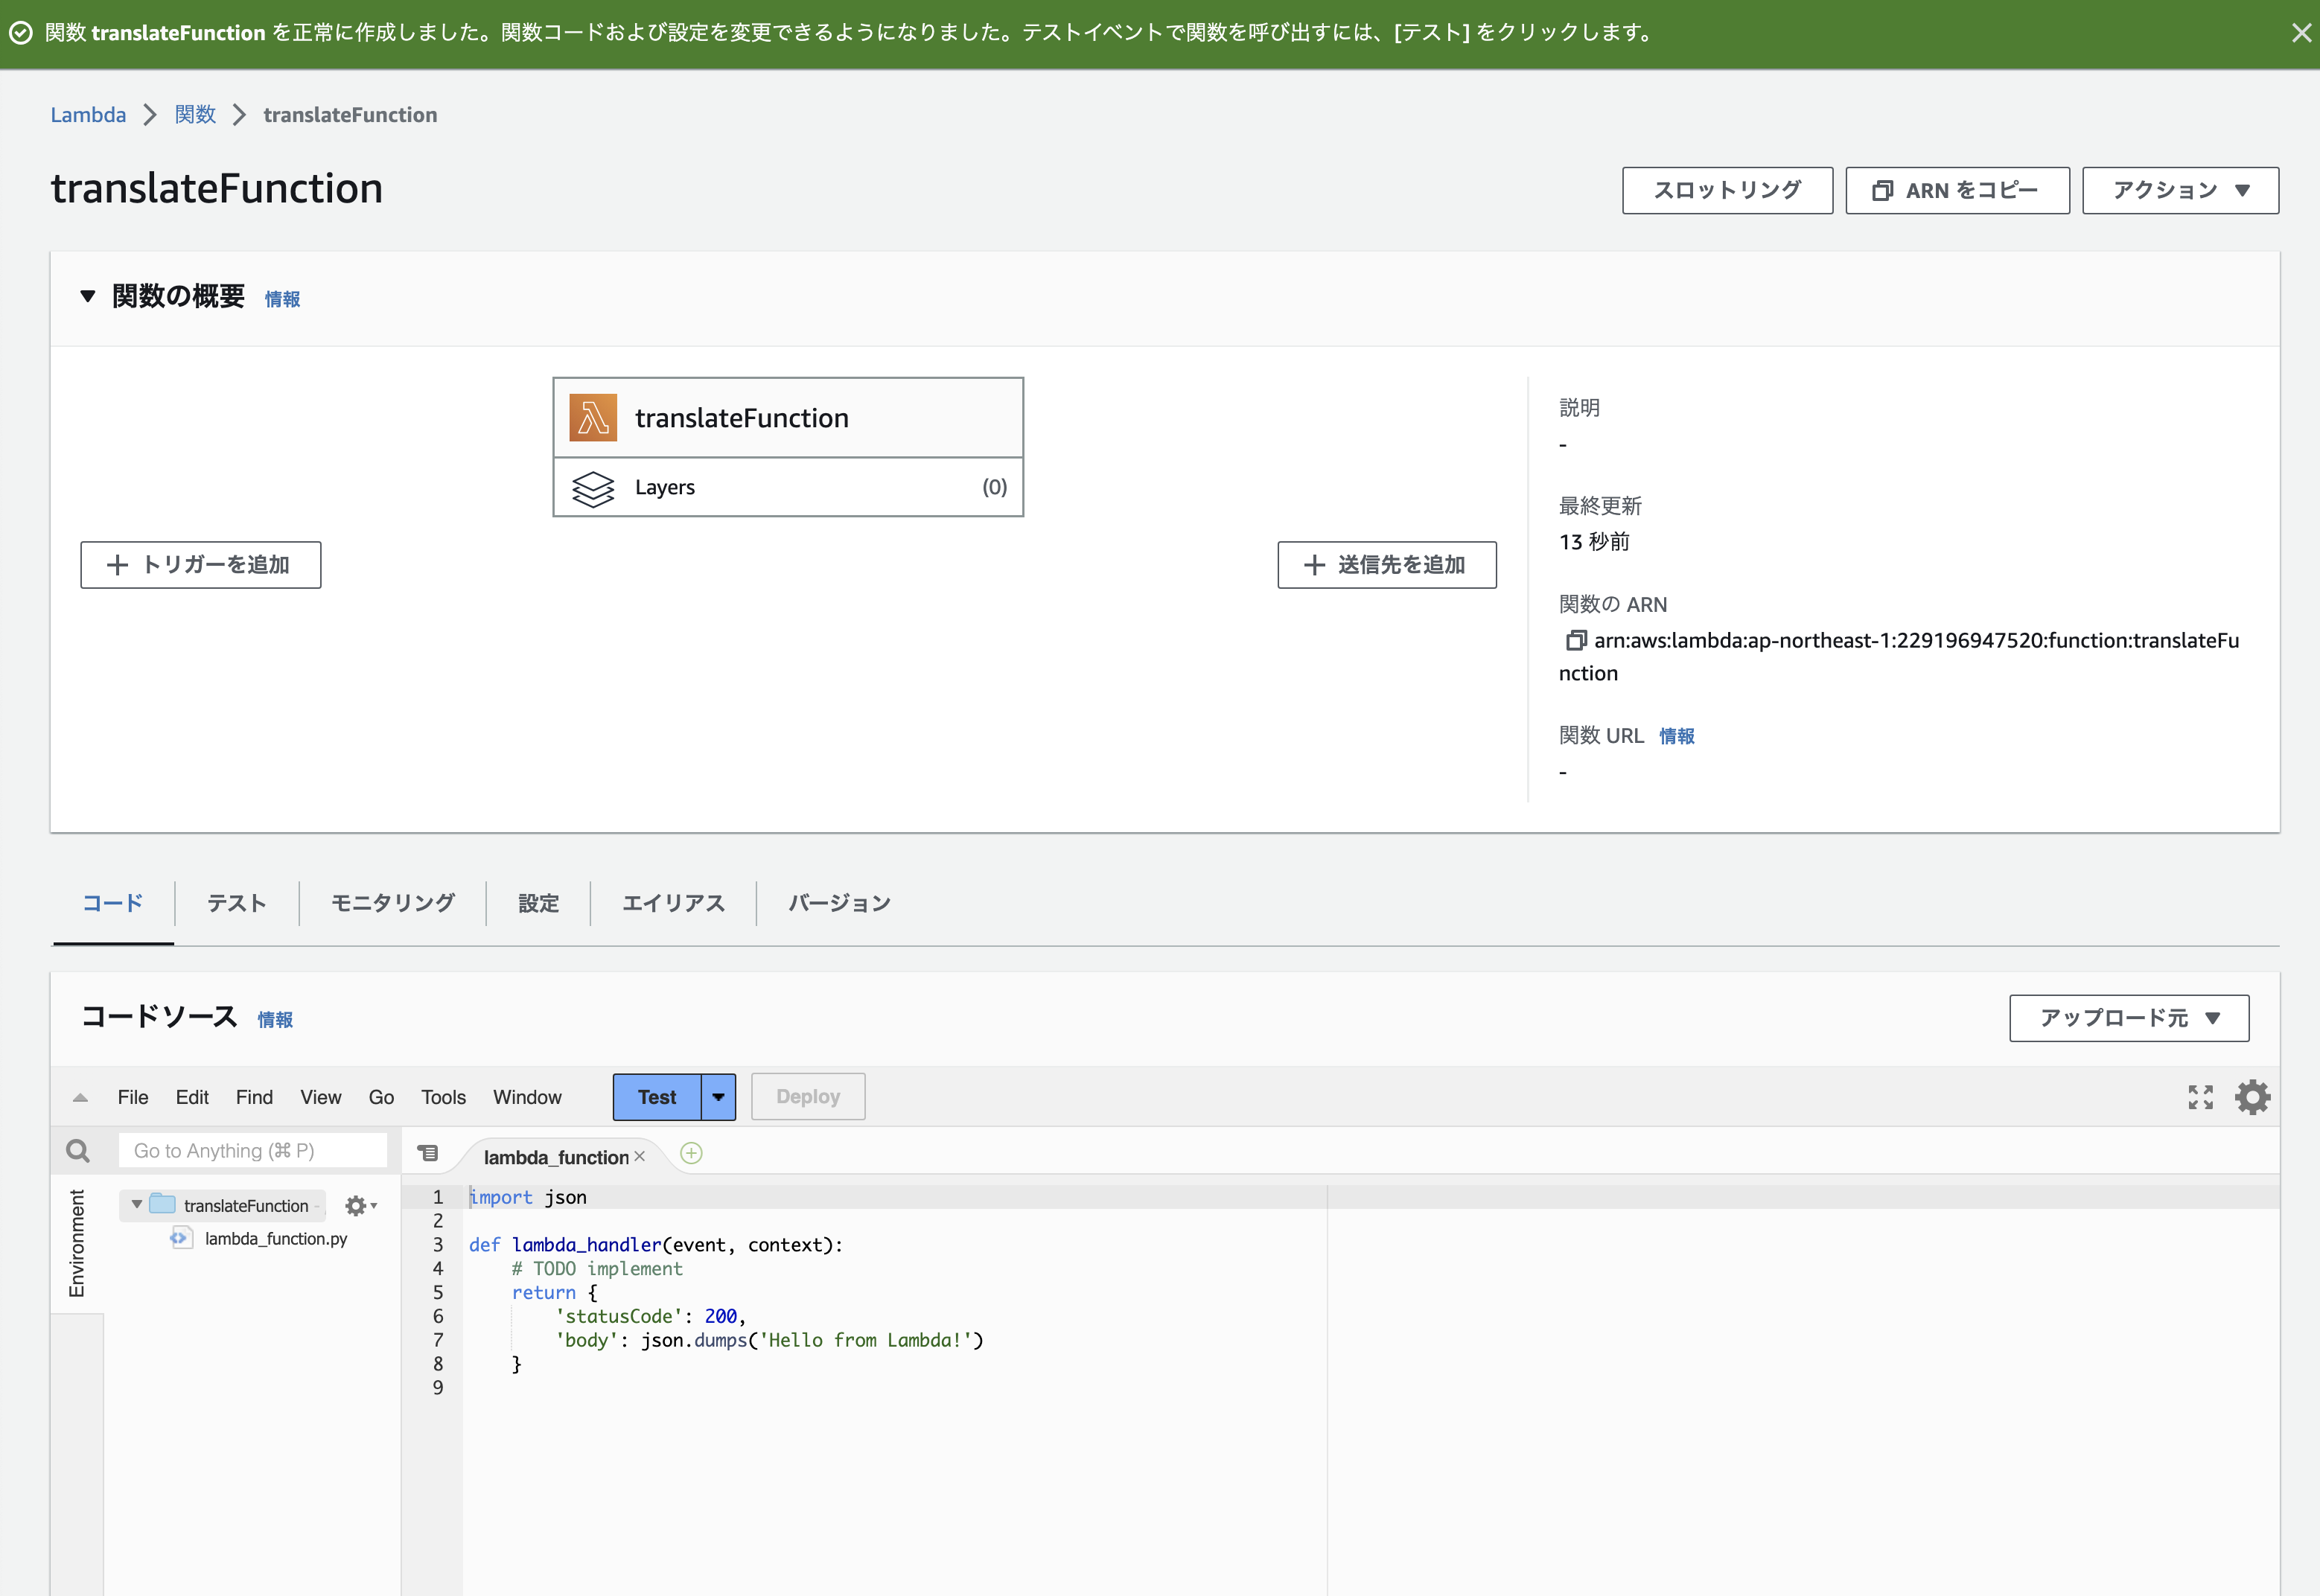 関数 translateFunction を正常に作成しました。関数コードおよび設定を変更できるようになりました。テストイベントで関数を呼び出すには、[テスト] をクリックします。
Lambda 関数 translateFunction
translateFunction
スロットリング
ARN をコピー
アクション
関数の概要 情報
translateFunction
Layers (0)
トリガーを追加
送信先を追加
説明
-
最終更新
13 秒前
関数の ARN
arn:aws:lambda:ap-northeast-1:229196947520:function:translateFu
nction
関数 URL 情報
-
コード
テスト
モニタリング
設定
エイリアス
バージョン
コードソース 情報
アップロード元
File Edit Find View Go Tools Window Test Deploy
Go to Anything (⌘ P)
lambda_function
Environment
translateFunction -
lambda_function.py
1 import json
2
3 def lambda_handler(event, context):
4     # TODO implement
5     return {
6         'statusCode': 200,
7         'body': json.dumps('Hello from Lambda!')
8     }
9